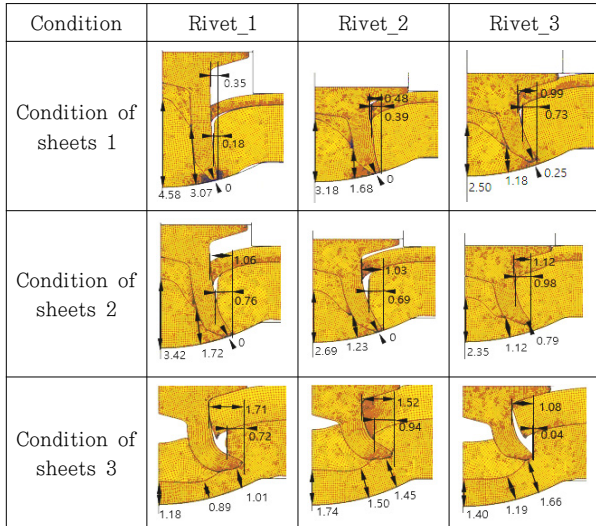 Condition Rivet_1 Rivet_2 Rivet_3
Condition of
sheets 1
0.35
0.18
4.58 3.07 0
0.48
0.39
3.18 1.68 0
0.99
0.73
2.50 1.18 0.25
Condition of
sheets 2
1.06
0.76
3.42 1.72 0
1.03
0.69
2.69 1.23 0
1.12
0.98
2.35 1.12 0.79
Condition of
sheets 3
1.71
0.72
1.18 0.89 1.01
1.52
0.94
1.74 1.50 1.45
1.08
0.04
1.40 1.19 1.66